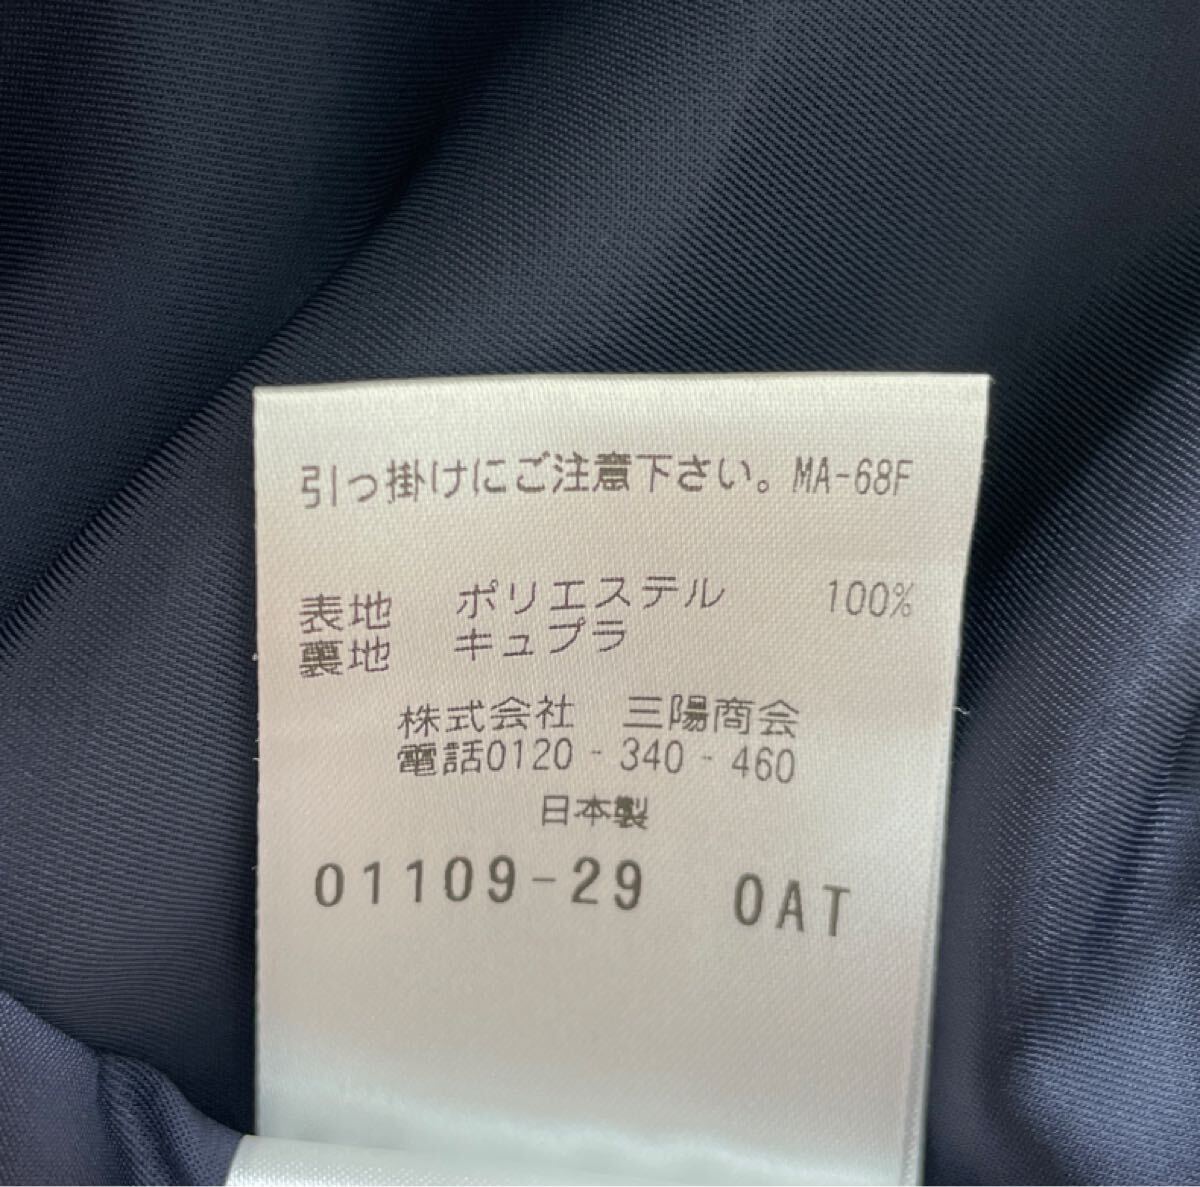 引っ掛けにご注意下さい。MA-68F
表地 ポリエステル 100%
裏地 キュプラ
株式会社 三陽商会
電話0120-340-460
日本製
01109-29 0AT